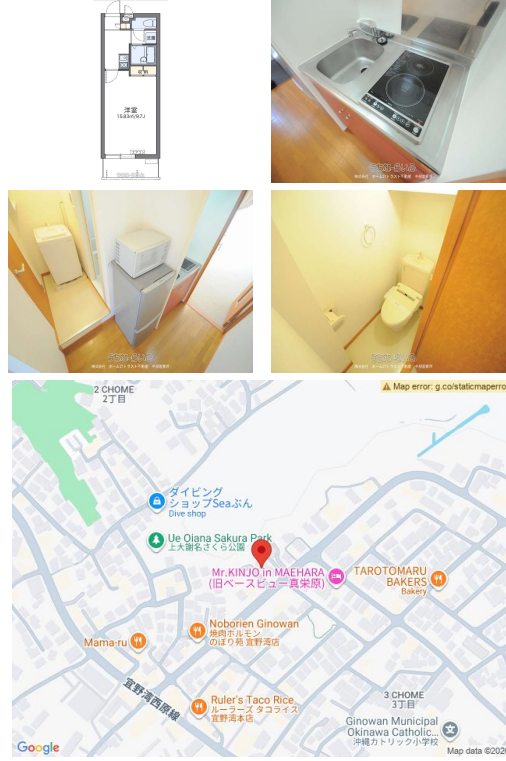 収納
洋室
2 CHOME
2丁目
Map error: g.co/staticmaperro
ダイビング
ショップSeaぶん
Dive shop
Ue Ojana Sakura Park
上大謝名さくら公園
Mr.KINJO in MAEHARA
(旧ベースビュー真栄原)
TAROTOMARU
BAKERS
Bakery
Noborien Ginowan
焼肉ホルモン
のぼり苑 宜野湾店
Mama-ru
宜野湾西原線
Ruler's Taco Rice
ルーラーズ タコライス
宜野湾本店
3 CHOME
3丁目
Ginowan Municipal
Okinawa Catholic...
沖縄カトリック小学校
Google
Map data ©2026